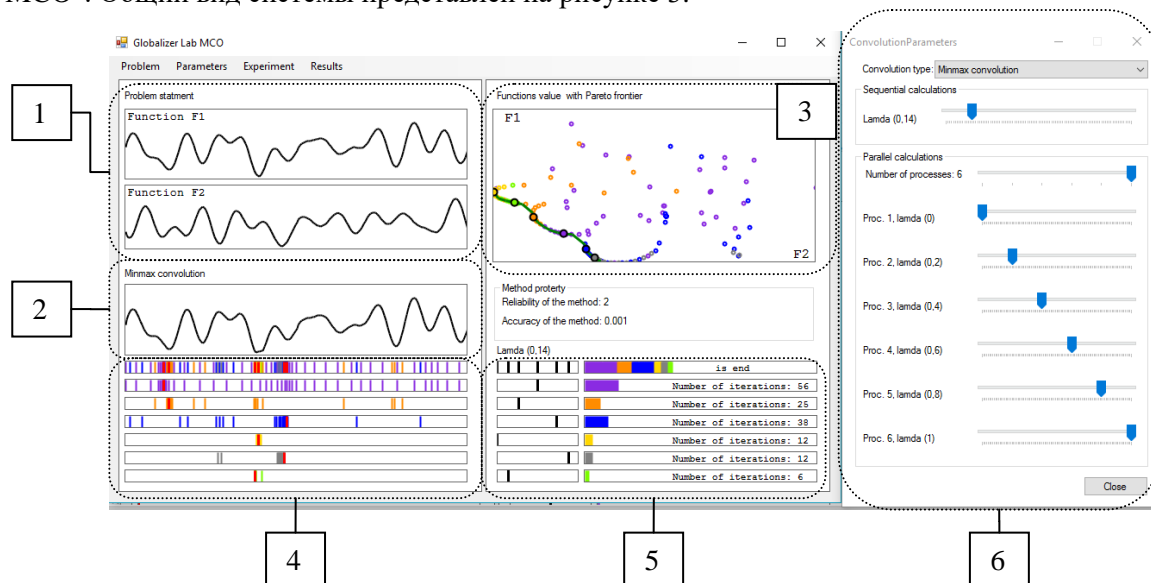 МСО". Общий вид системы представлен на рисунке 3.
Globalizer Lab MCO
Problem Parameters Experiment Results
Problem statment
Function F1
Function F2
Minmax convolution
Functions value with Pareto frontier
F1
F2
Method proterty
Reliability of the method: 2
Accuracy of the method: 0.001
Lamda (0,14)
is end
Number of iterations: 56
Number of iterations: 25
Number of iterations: 38
Number of iterations: 12
Number of iterations: 12
Number of iterations: 6
ConvolutionParameters
Convolution type: Minmax convolution
Sequential calculations
Lamda (0,14)
Parallel calculations
Number of processes: 6
Proc. 1, lamda (0)
Proc. 2, lamda (0,2)
Proc. 3, lamda (0,4)
Proc. 4, lamda (0,6)
Proc. 5, lamda (0,8)
Proc. 6, lamda (1)
Close
1
2
3
4
5
6